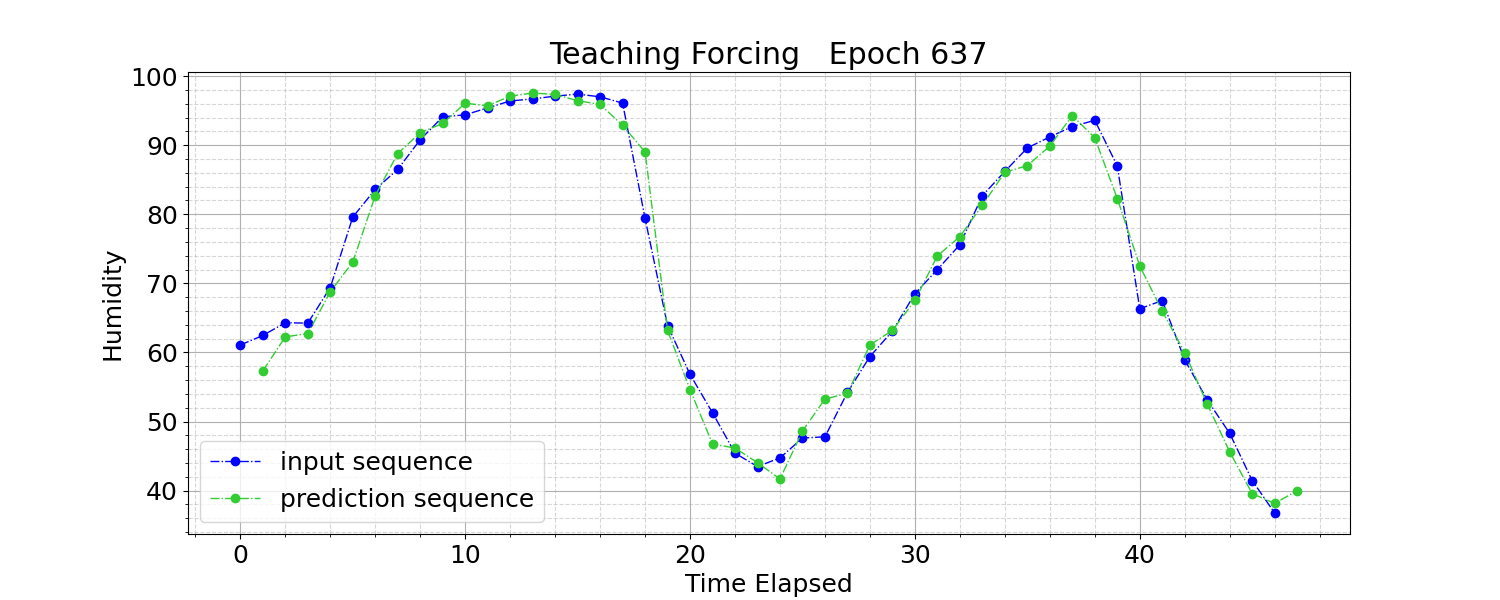 Teaching Forcing   Epoch 637
100
90
80
70
60
50
40
Humidity
input sequence
prediction sequence
0 10 20 30 40
Time Elapsed